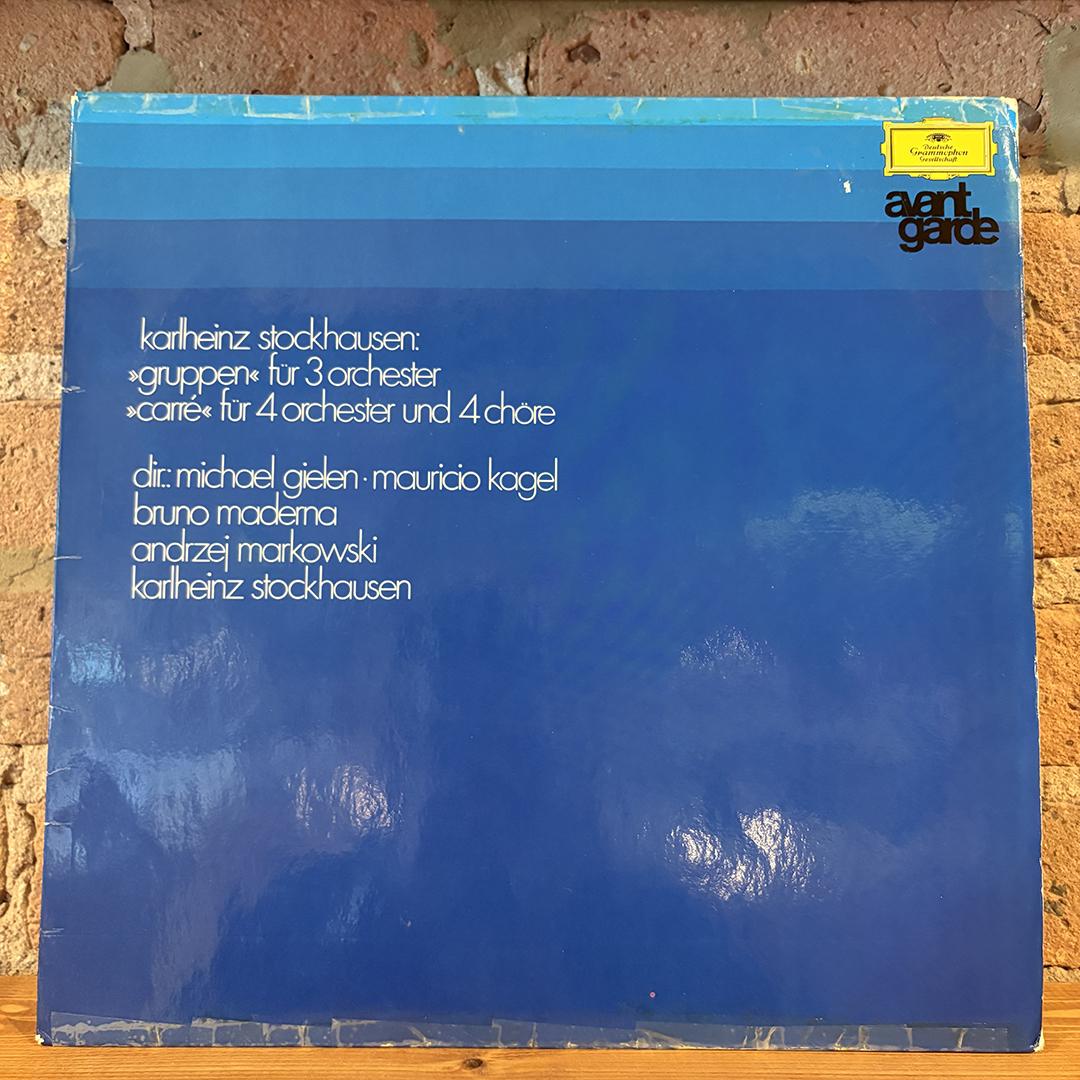 Deutsche
Grammophon
Gesellschaft
avant
garde
karlheinz stockhausen:
»gruppen« für 3 orchester
»carré« für 4 orchester und 4 chöre
dir.: michael gielen · mauricio kagel
bruno maderna
andrzej markowski
karlheinz stockhausen